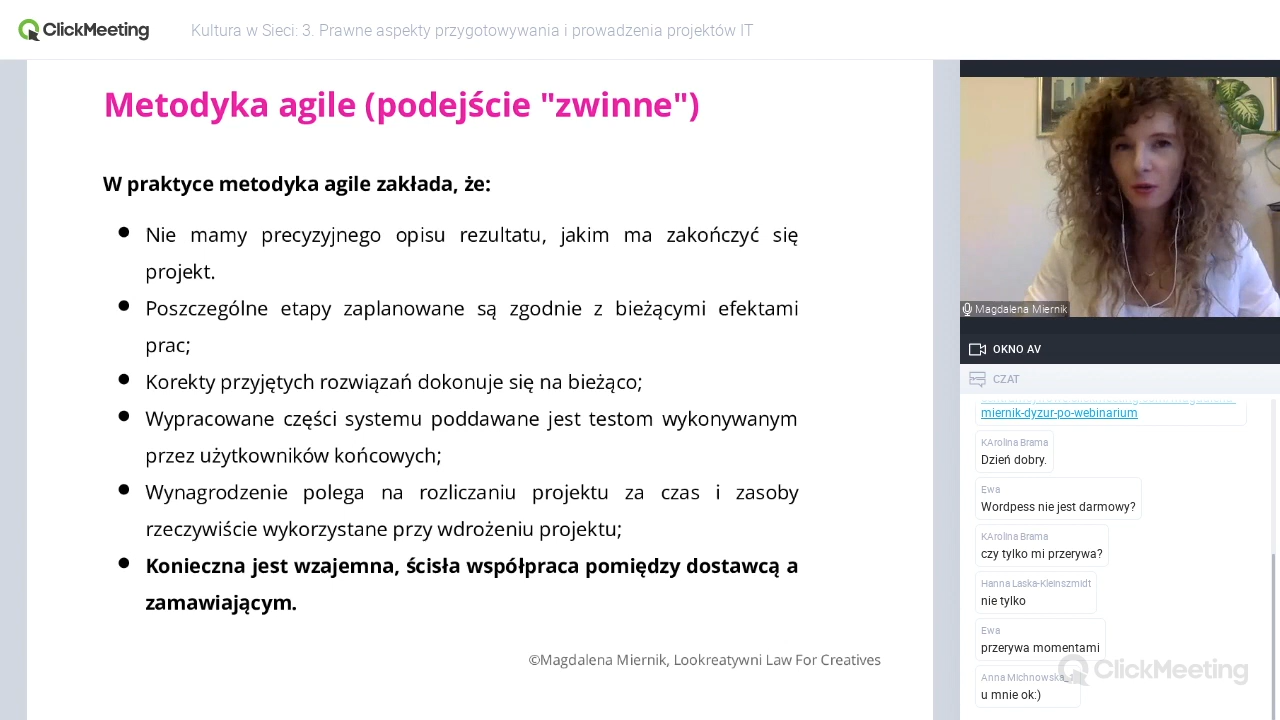 ClickMeeting
Kultura w Sieci: 3. Prawne aspekty przygotowywania i prowadzenia projektów IT
Metodyka agile (podejście "zwinne")
W praktyce metodyka agile zakłada, że:
Nie mamy precyzyjnego opisu rezultatu, jakim ma zakończyć się
projekt.
Poszczególne etapy zaplanowane są zgodnie z bieżącymi efektami
prac;
Korekty przyjętych rozwiązań dokonuje się na bieżąco;
Wypracowane części systemu poddawane jest testom wykonywanym
przez użytkowników końcowych;
Wynagrodzenie polega na rozliczaniu projektu za czas i zasoby
rzeczywiście wykorzystane przy wdrożeniu projektu;
Konieczna jest wzajemna, ścisła współpraca pomiędzy dostawcą a
zamawiającym.
©Magdalena Miernik, Lookreatywni Law For Creatives
Magdalena Miernik
OKNO AV
CZAT
miernik-dyzur-po-webinarium
KArolina Brama
Dzień dobry.
Ewa
Wordpess nie jest darmowy?
KArolina Brama
czy tylko mi przerywa?
Hanna Laska-Kleinszmidt
nie tylko
Ewa
przerywa momentami
Anna Michnowska_
u mnie ok:)
ClickMeeting